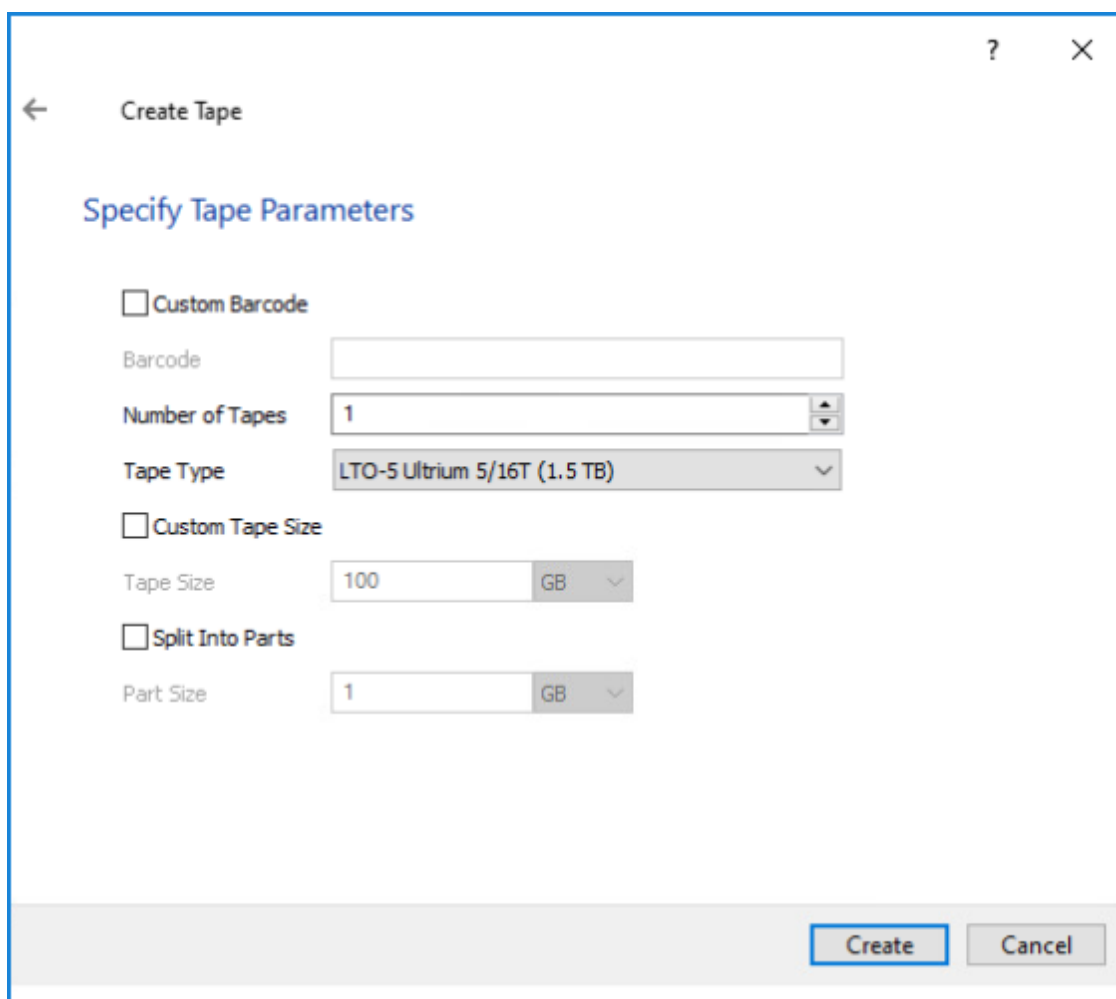 ?
Create Tape
Specify Tape Parameters
Custom Barcode
Barcode
Number of Tapes 1
Tape Type LTO-5 Ultrium 5/16T (1.5 TB)
Custom Tape Size
Tape Size 100 GB
Split Into Parts
Part Size 1 GB
Create Cancel